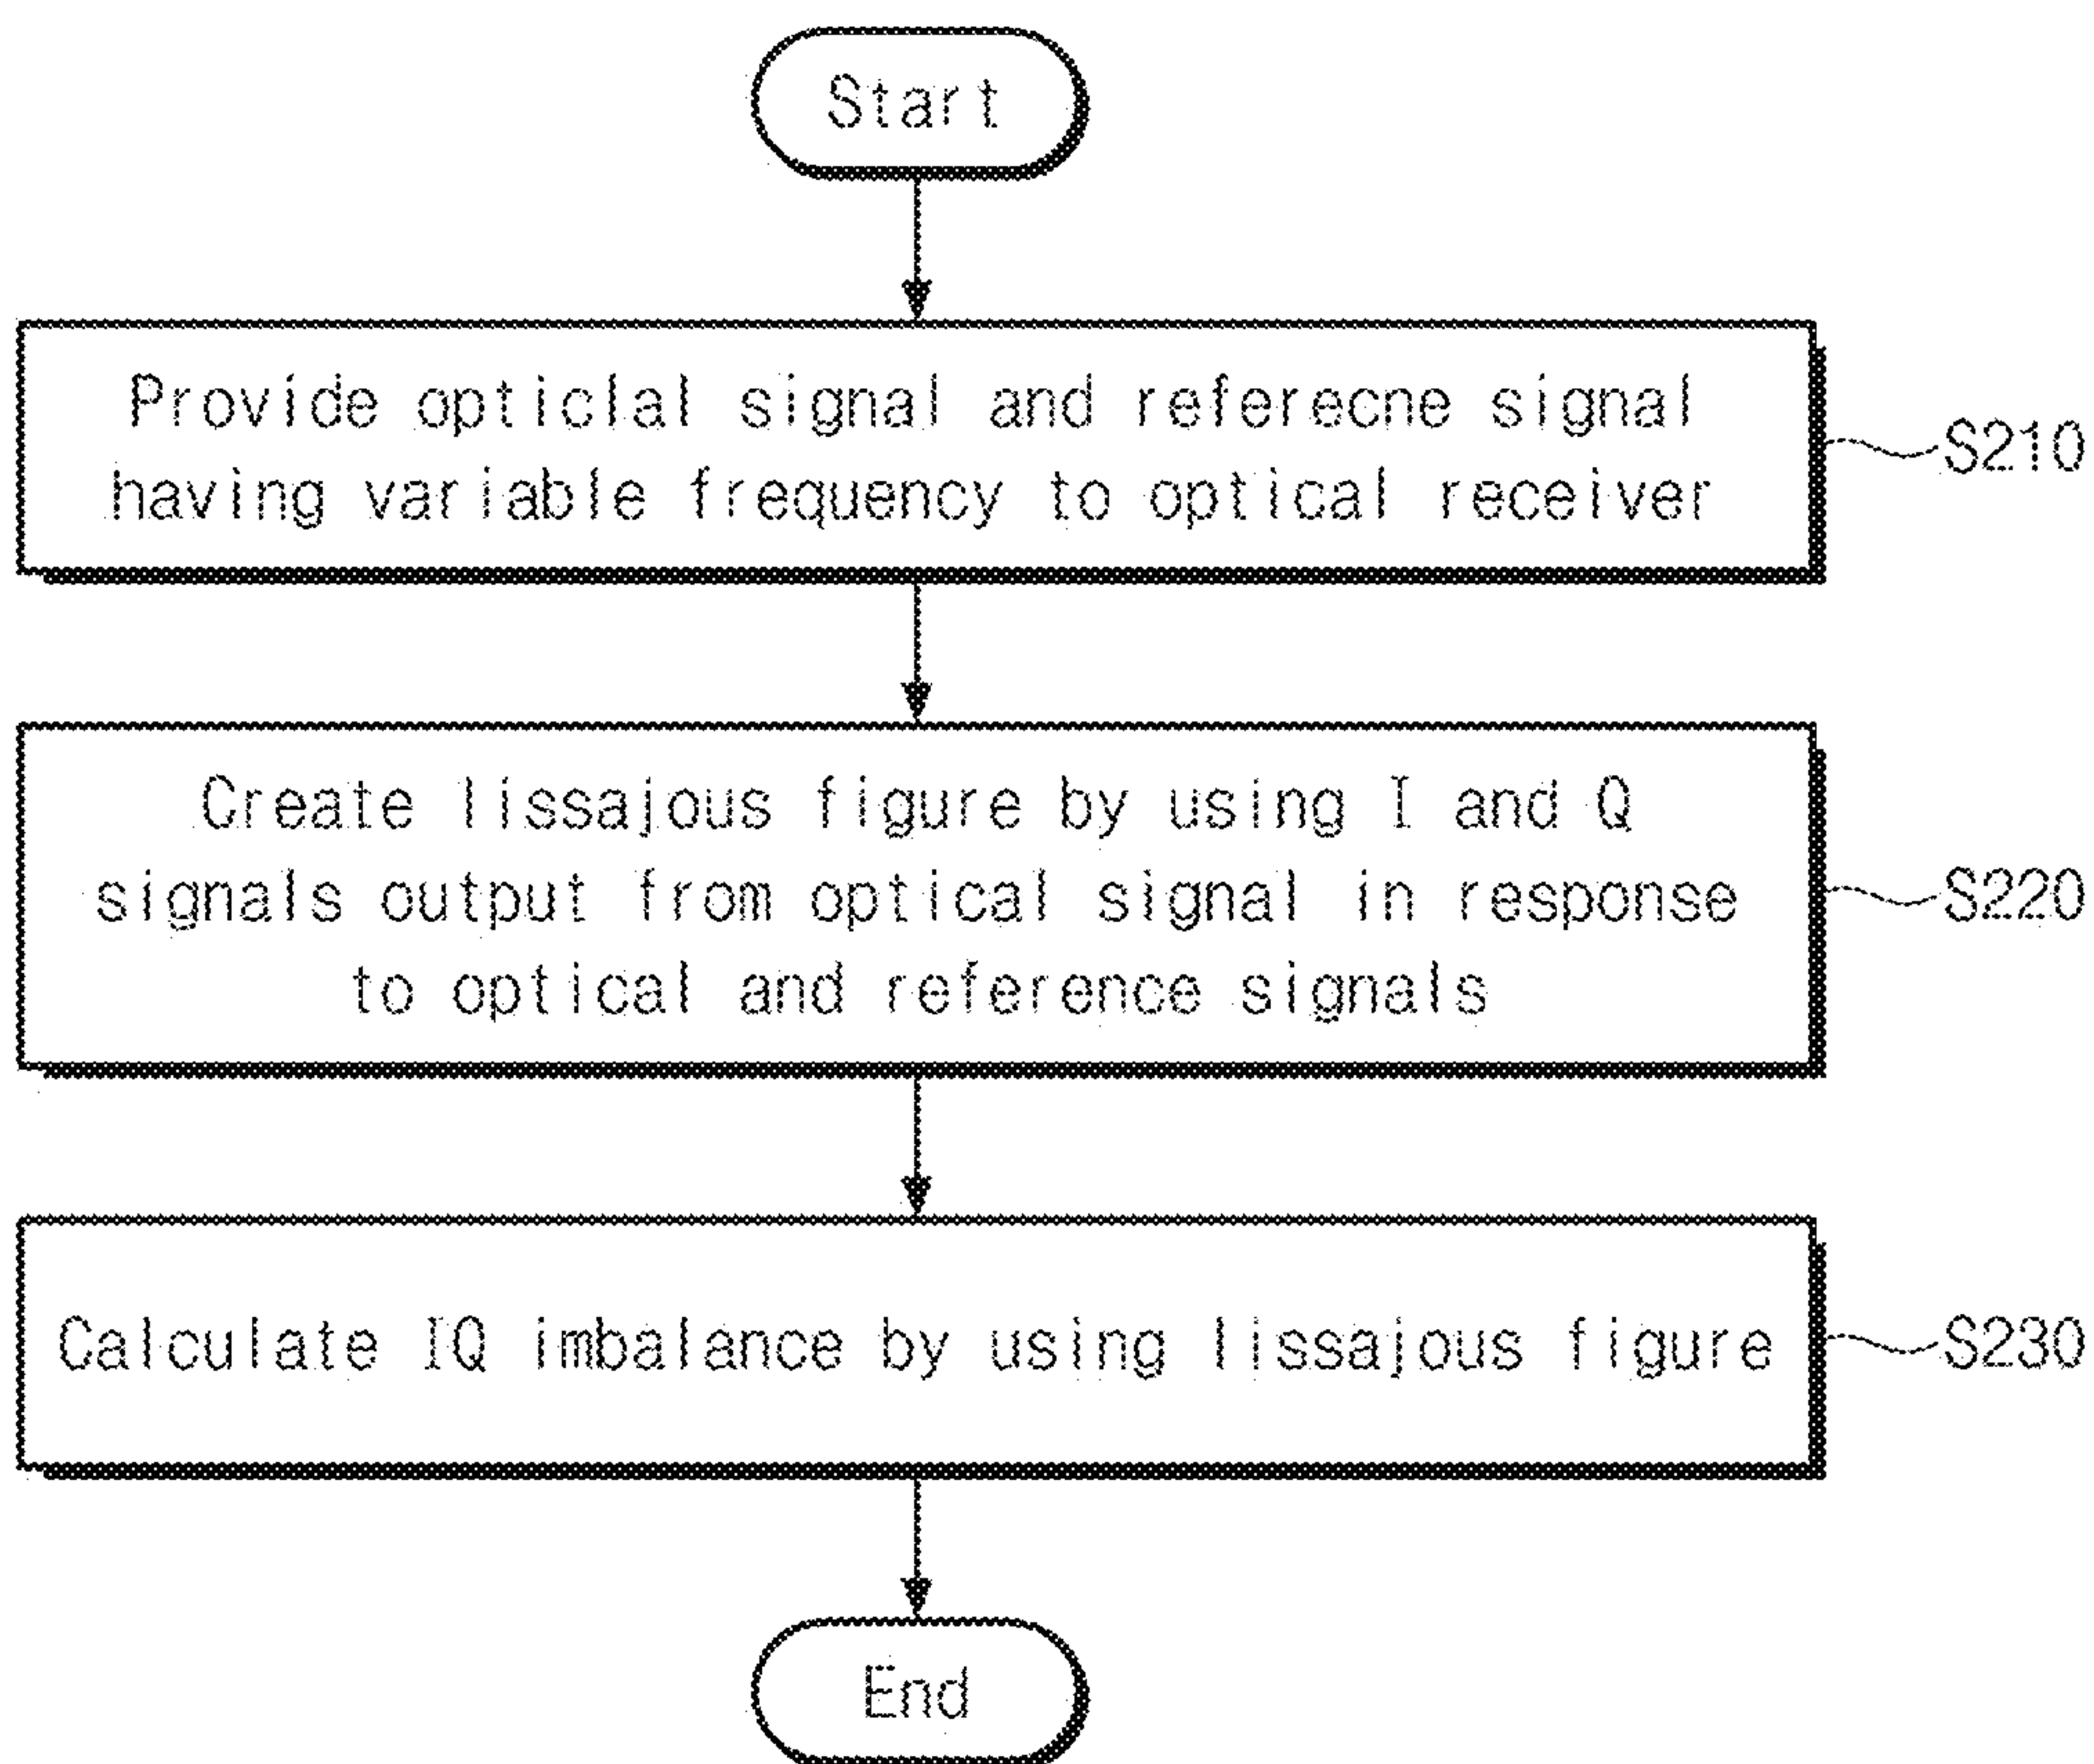 Start
Provide opticlal signal and referecne signal
having variable frequency to optical receiver
S210
Create lissajous figure by using I and Q
signals output from optical signal in response
to optical and reference signals
S220
Calculate IQ imbalance by using lissajous figure
S230
End